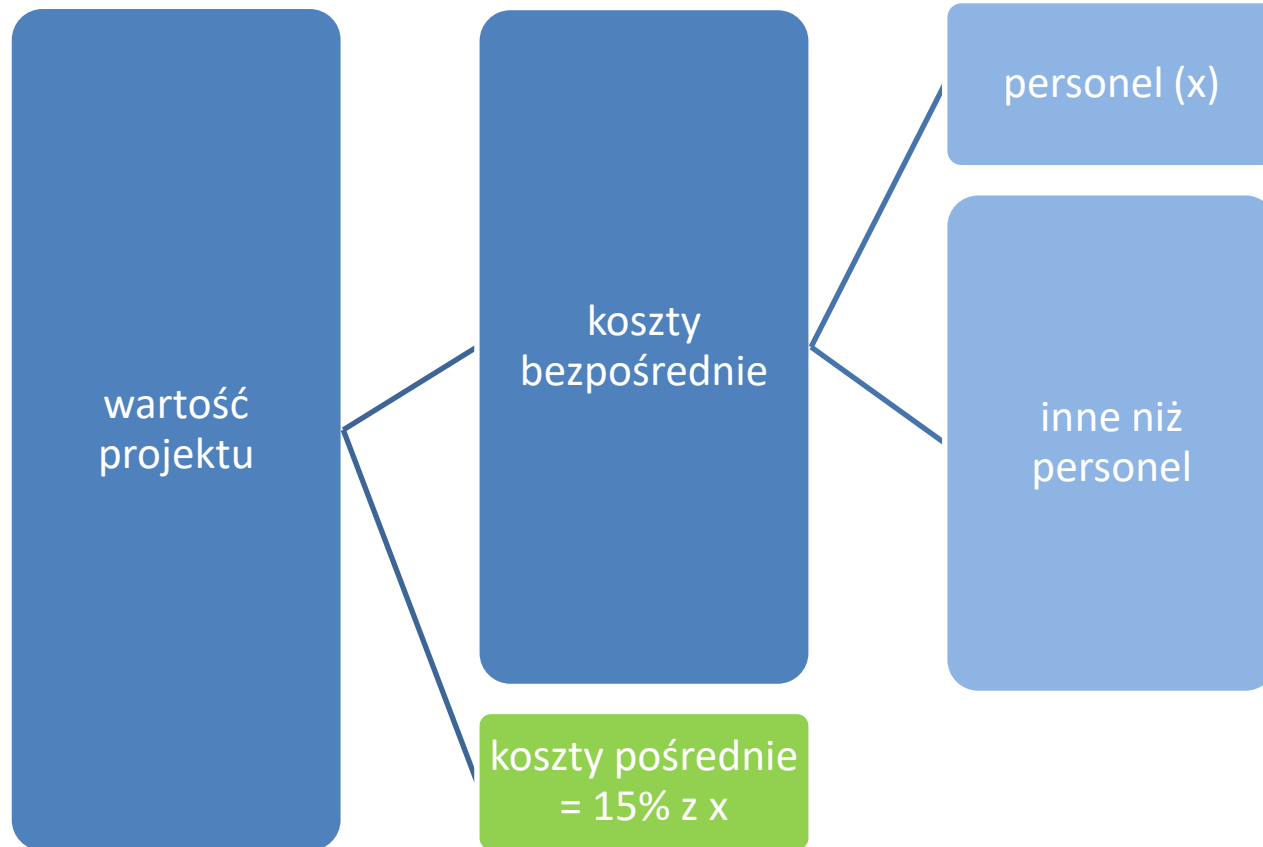 wartość
projektu
koszty
bezpośrednie
koszty pośrednie
= 15% z x
personel (x)
inne niż
personel